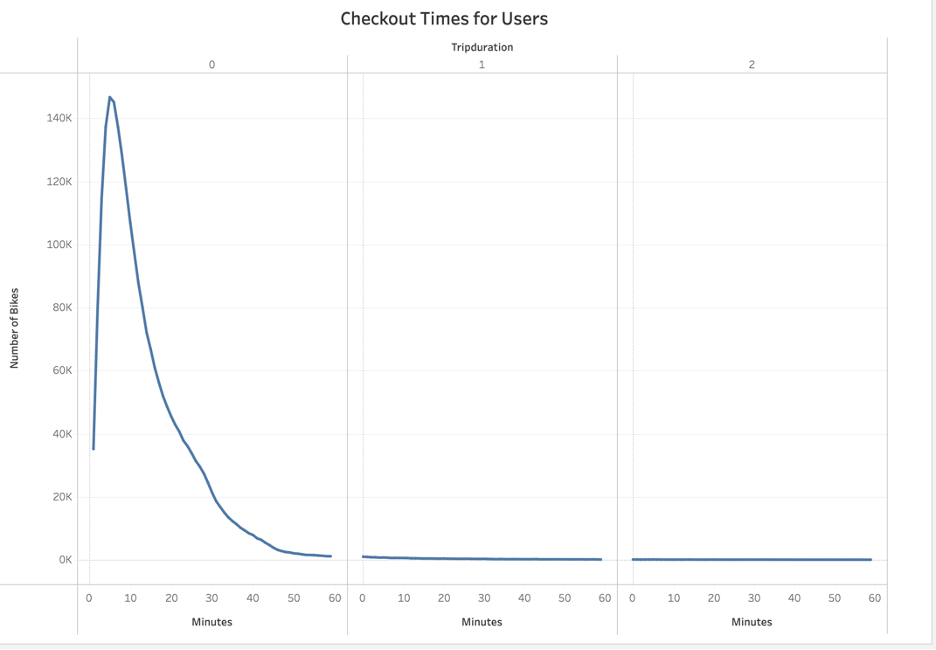 Checkout Times for Users
Tripduration
0 1 2
Number of Bikes
140K
120K
100K
80K
60K
40K
20K
0K
0 10 20 30 40 50 60 0 10 20 30 40 50 60 0 10 20 30 40 50 60
Minutes Minutes Minutes